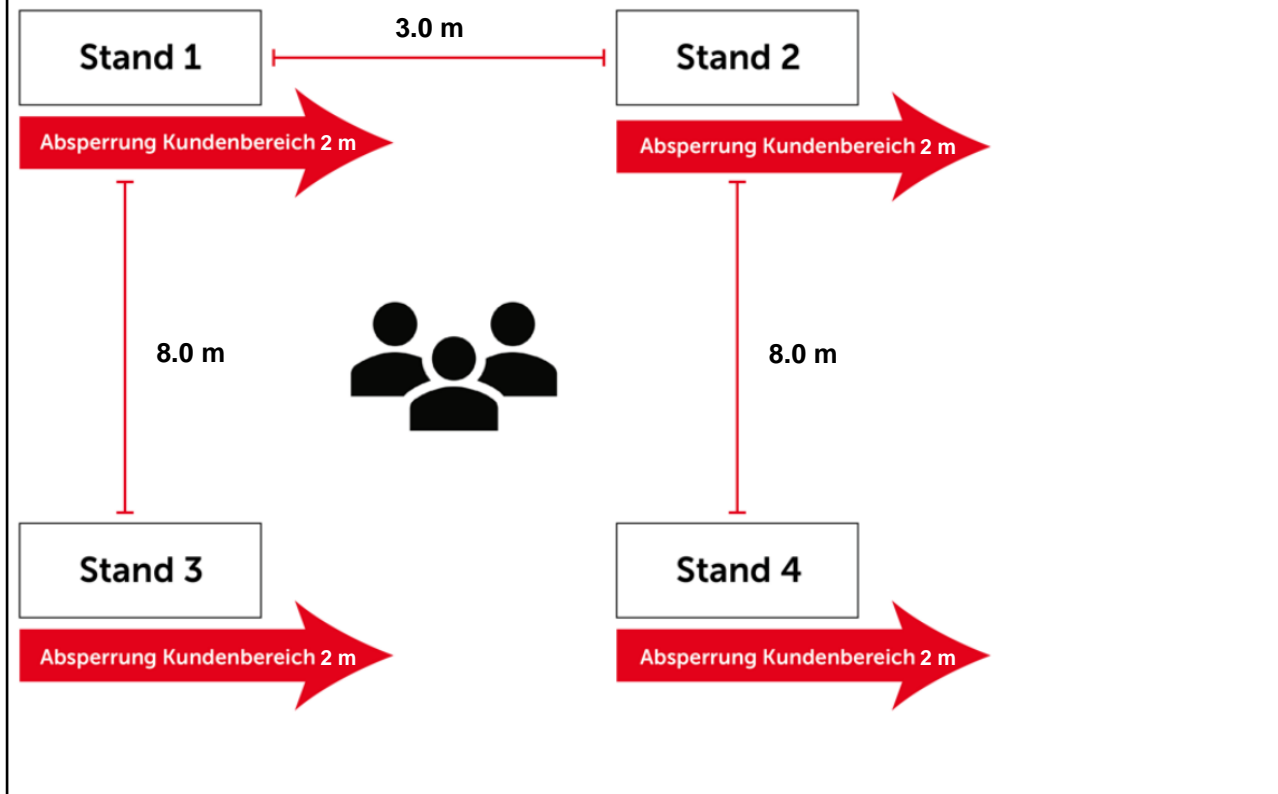 3.0 m
Stand 1
Stand 2
Absperrung Kundenbereich 2 m
Absperrung Kundenbereich 2 m
8.0 m
8.0 m
Stand 3
Stand 4
Absperrung Kundenbereich 2 m
Absperrung Kundenbereich 2 m